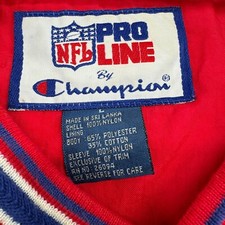 NFL
PRO
LINE
By
Champion
L
MADE IN SRI LANKA
SHELL 100% NYLON
LINING
BODY 65% POLYESTER
35% COTTON
SLEEVE 100% NYLON
EXCLUSIVE OF TRIM
RN NO 26094
SEE REVERSE FOR CARE